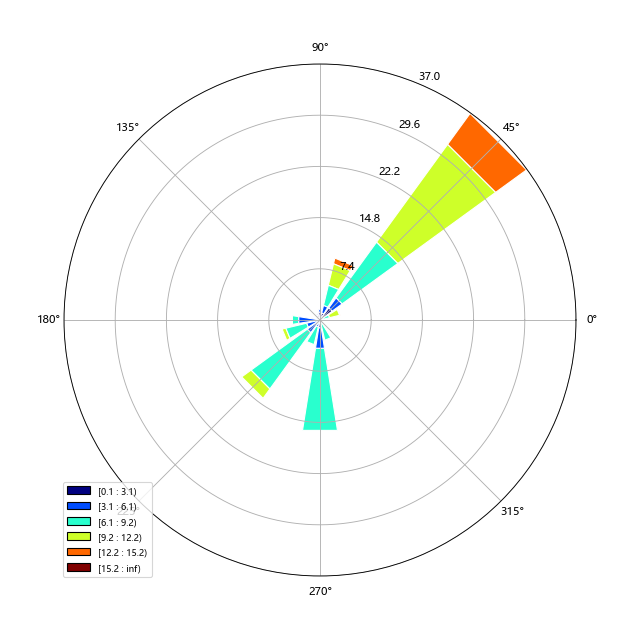 90°
37.0
29.6
135°
45°
22.2
14.8
7.4
180°
0°
[0.1 : 3.1)
[3.1 : 6.1)
[6.1 : 9.2)
225°
315°
[9.2 : 12.2)
[12.2 : 15.2)
[15.2 : inf)
270°